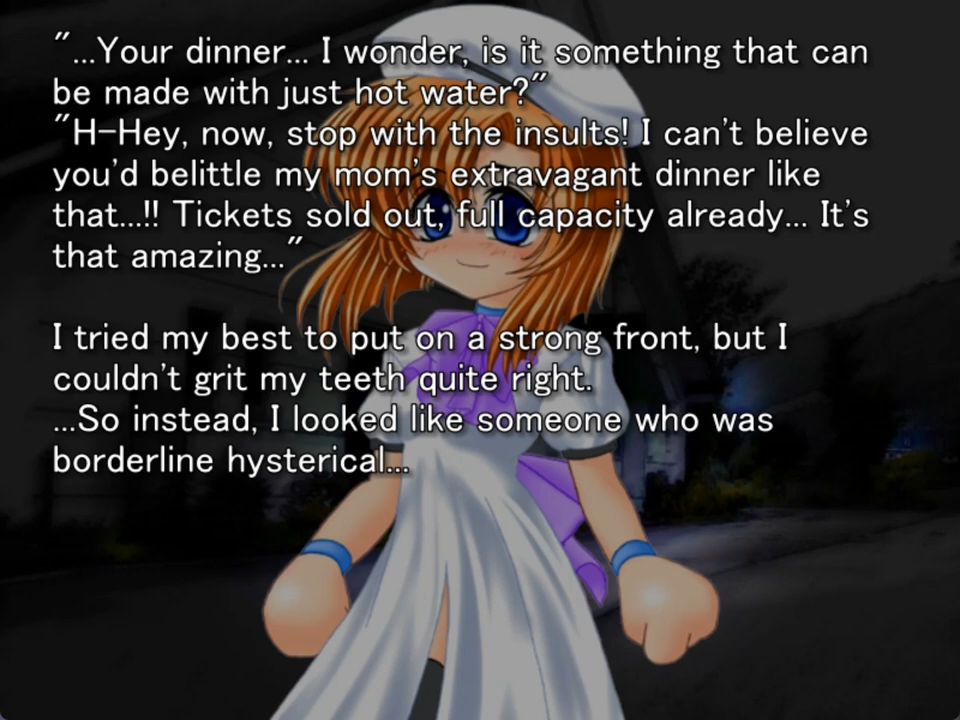 "...Your dinner... I wonder, is it something that can
be made with just hot water?"
"H-Hey, now, stop with the insults! I can't believe
you'd belittle my mom's extravagant dinner like
that...!! Tickets sold out, full capacity already... It's
that amazing..."
I tried my best to put on a strong front, but I
couldn't grit my teeth quite right.
...So instead, I looked like someone who was
borderline hysterical...